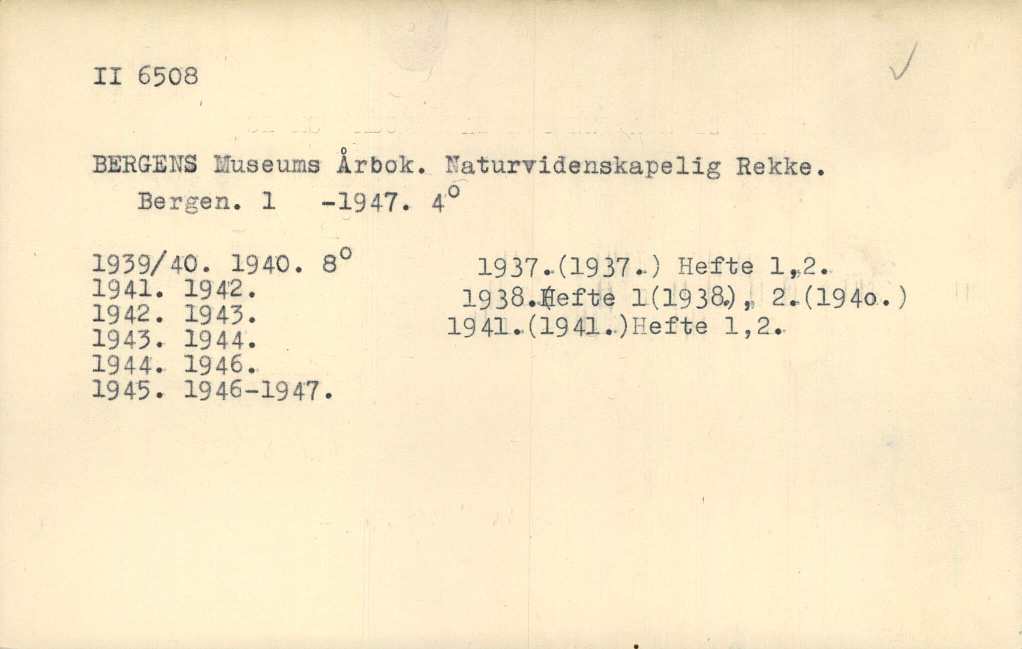 II 6508
BERGENS Museums Årbok. Naturvidenskapelig Rekke.
Bergen. 1   -1947. 4°
1939/40. 1940. 8°
1941. 1942.
1942. 1943.
1943. 1944.
1944. 1946.
1945. 1946-1947.
1937.(1937.) Hefte 1,2.
1938.Hefte 1(1938.), 2.(1940.)
1941.(1941.)Hefte 1,2.